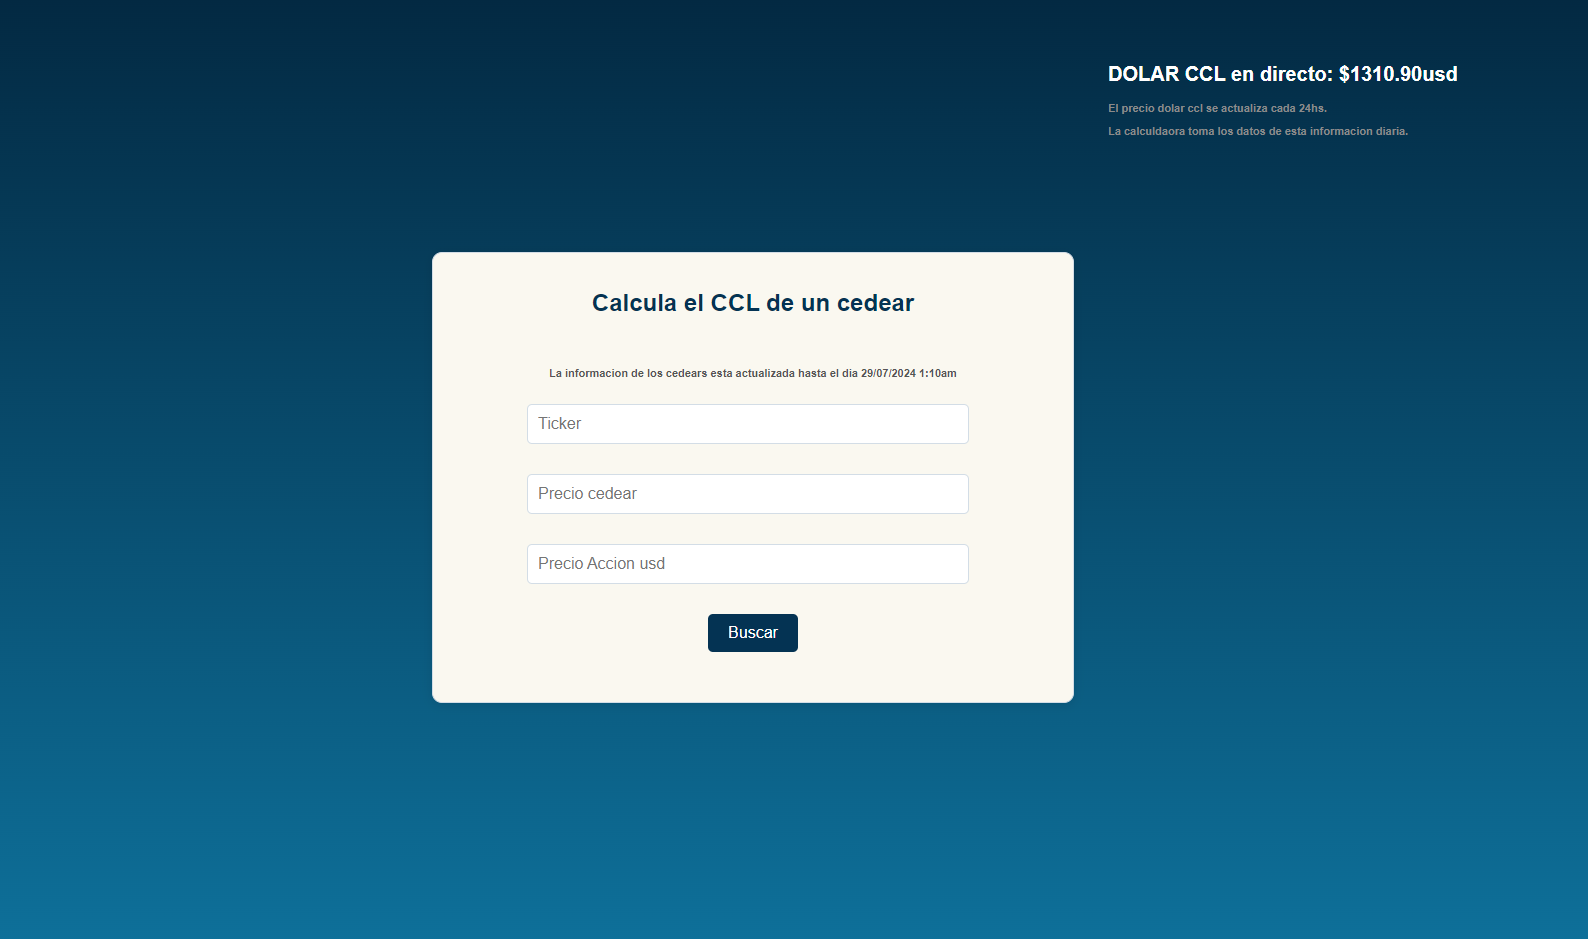 DOLAR CCL en directo: $1310.90usd
El precio dolar ccl se actualiza cada 24hs.
La calculdaora toma los datos de esta informacion diaria.
Calcula el CCL de un cedear
La informacion de los cedears esta actualizada hasta el dia 29/07/2024 1:10am
Ticker
Precio cedear
Precio Accion usd
Buscar